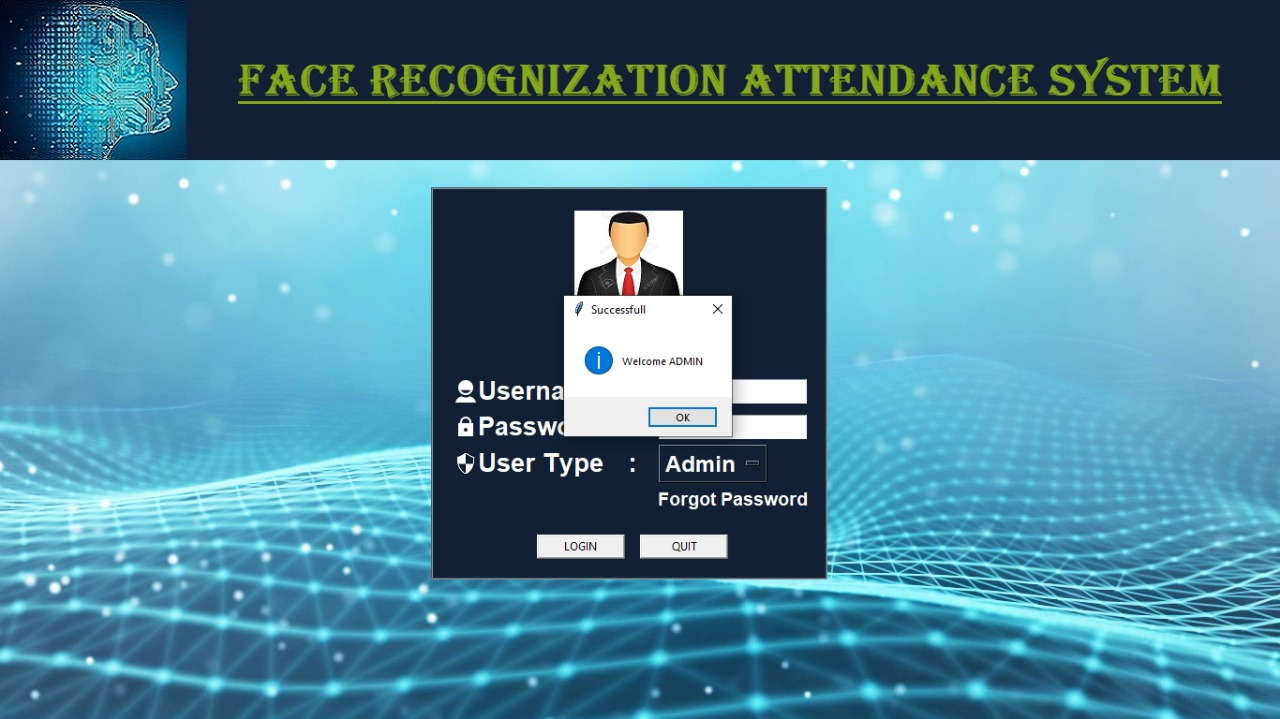 FACE RECOGNIZATION ATTENDANCE SYSTEM
Successfull
Welcome ADMIN
OK
Userna
Passwo
User Type :
Admin
Forgot Password
LOGIN
QUIT